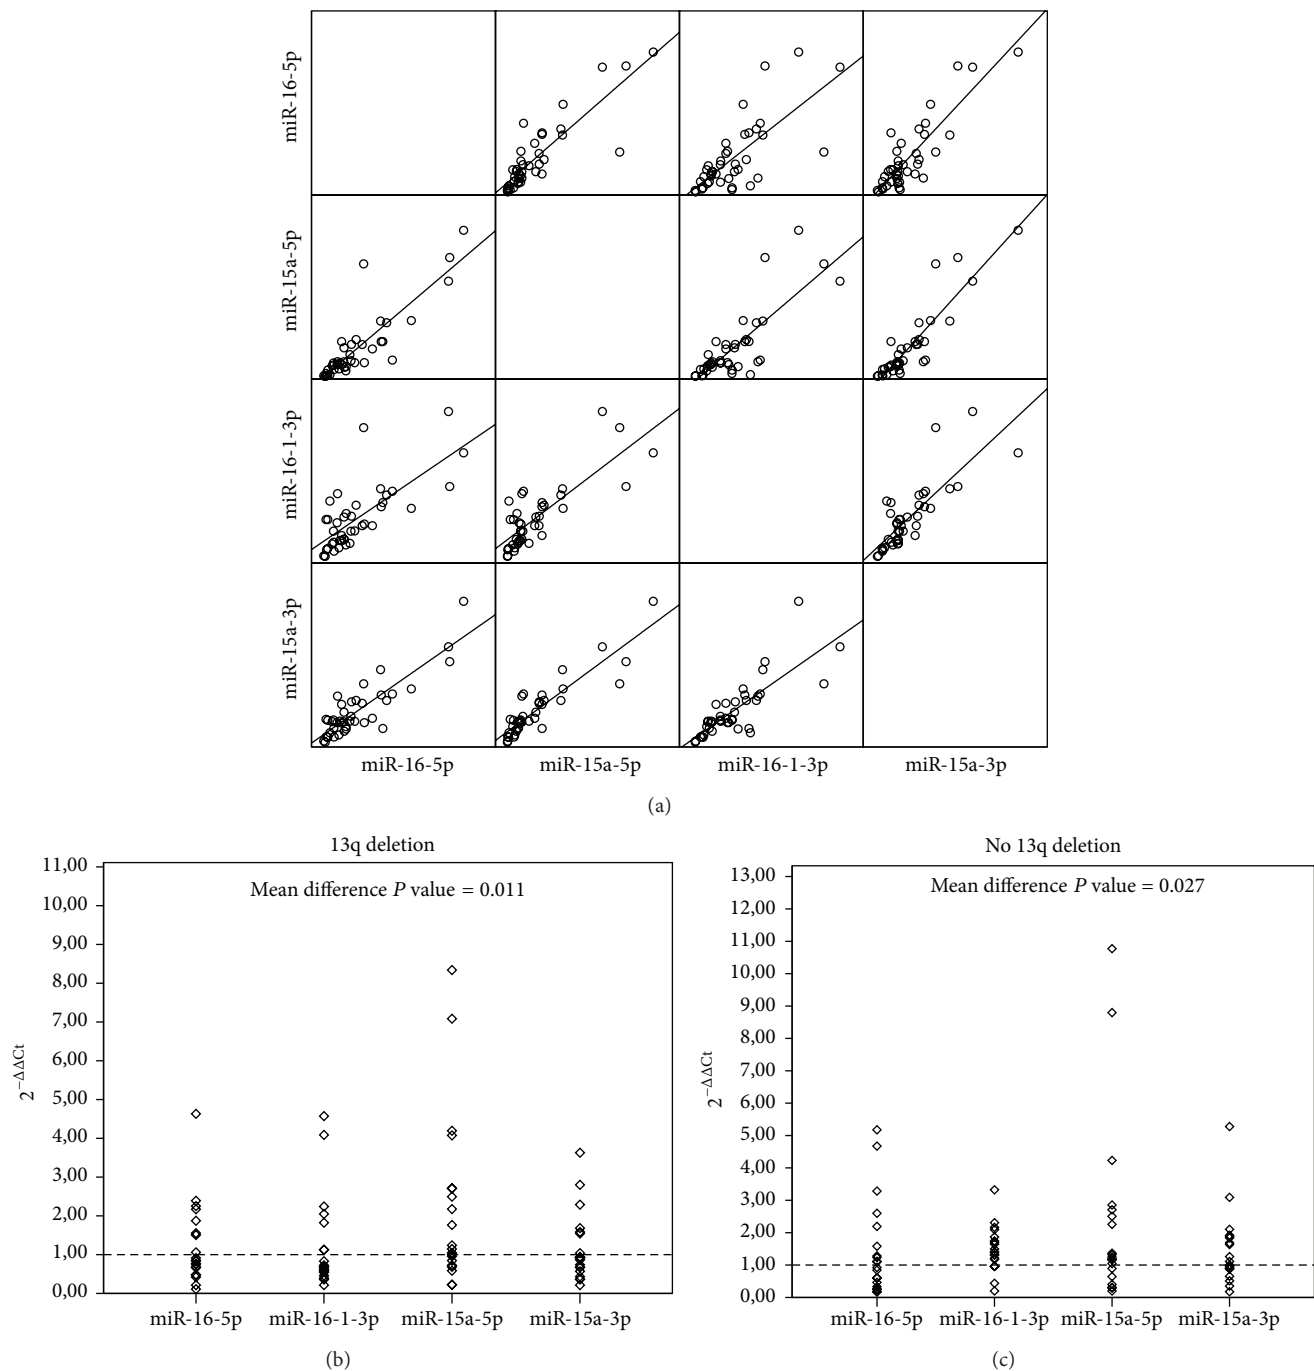 miR-16-5p
miR-15a-5p
miR-16-1-3p
miR-15a-3p
miR-16-5p miR-15a-5p miR-16-1-3p miR-15a-3p
(a)
13q deletion
Mean difference P value = 0.011
11,00
10,00
9,00
8,00
7,00
6,00
5,00
4,00
3,00
2,00
1,00
0,00
2^−ΔΔCt
miR-16-5p miR-16-1-3p miR-15a-5p miR-15a-3p
(b)
No 13q deletion
Mean difference P value = 0.027
13,00
12,00
11,00
10,00
9,00
8,00
7,00
6,00
5,00
4,00
3,00
2,00
1,00
0,00
2^−ΔΔCt
miR-16-5p miR-16-1-3p miR-15a-5p miR-15a-3p
(c)